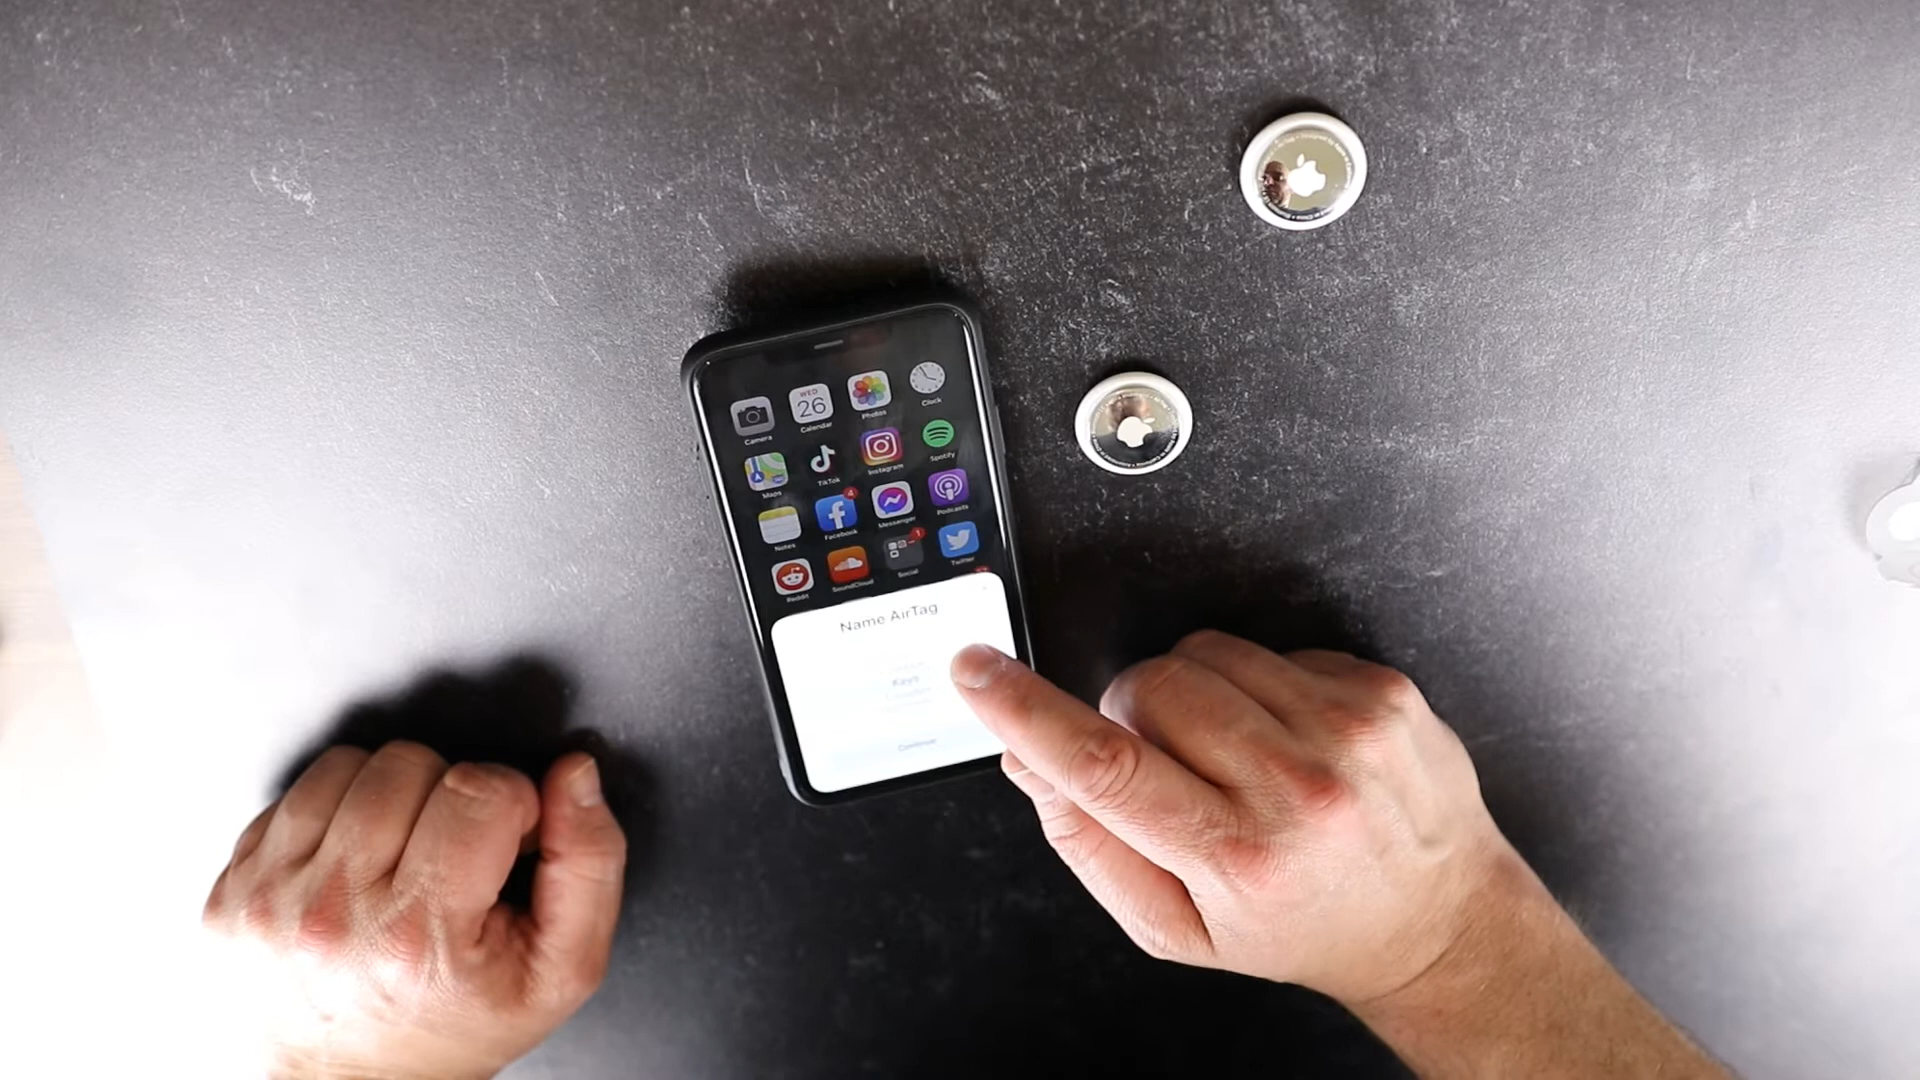 WED
26
Camera
Calendar
Photos
Clock
Maps
TikTok
Instagram
Spotify
4
Notes
Facebook
Messenger
Podcasts
1
Reddit
SoundCloud
Social
Twitter
Name AirTag
Keys
Continue